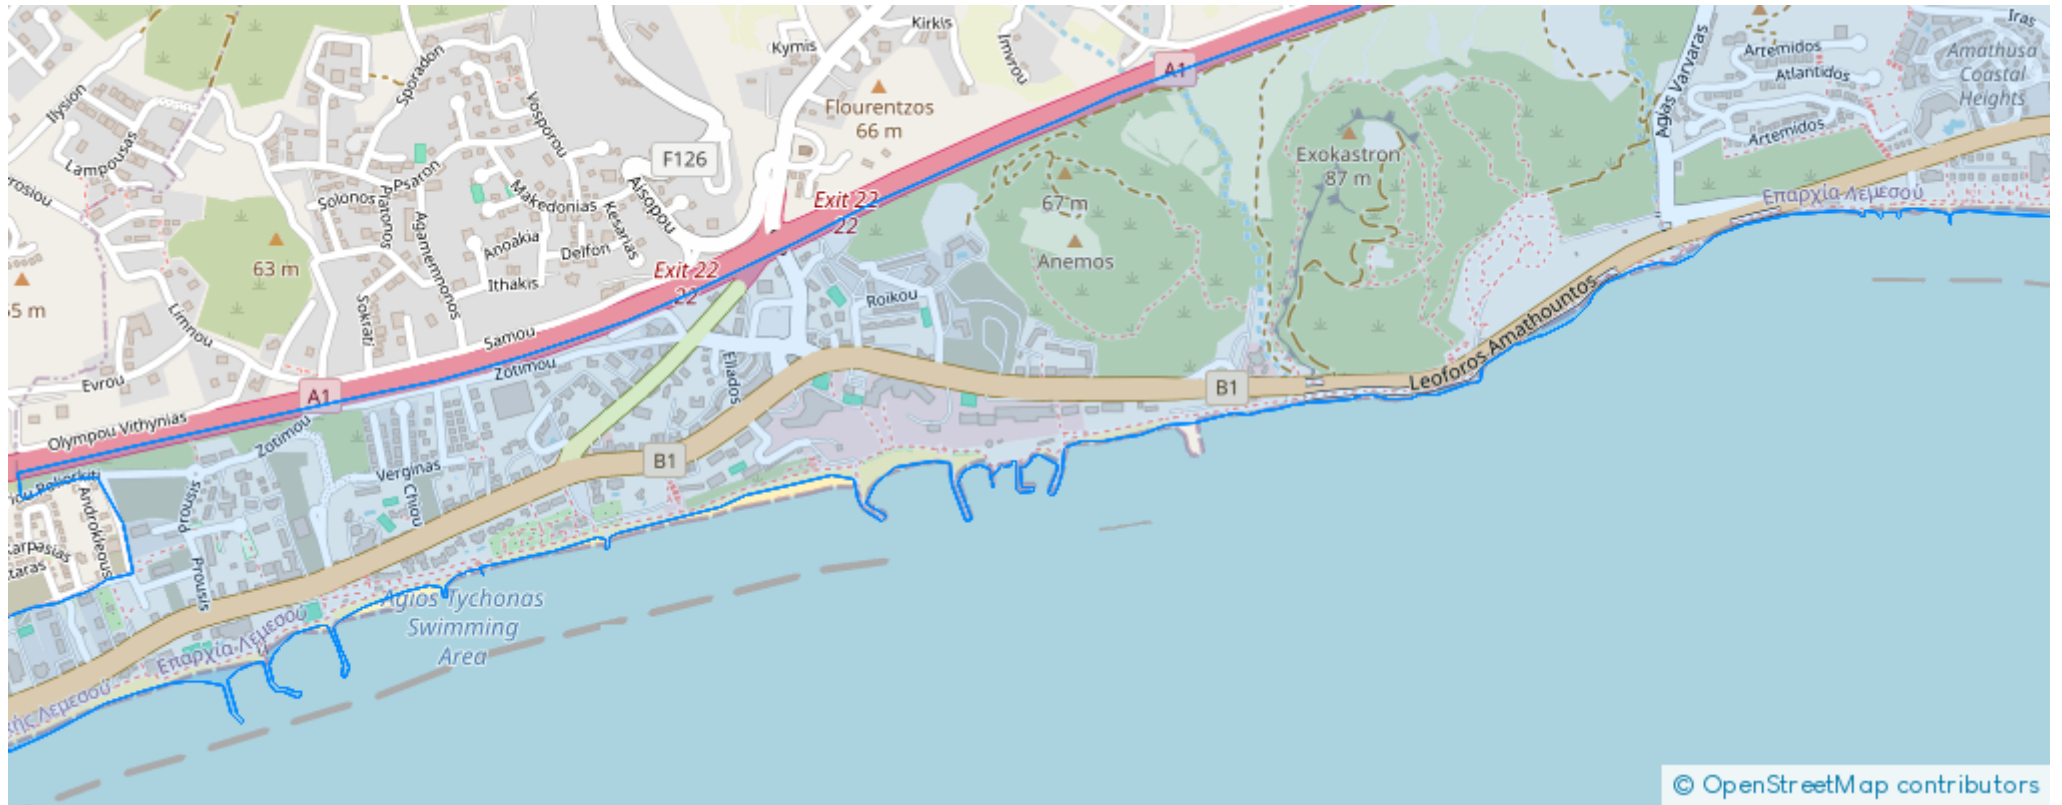 Kirkis
Kymis
Imvrou
Iras
Artemidos
Amathusa
Coastal
Heights
Atlantidos
Artemidos
Agias Varvaras
A1
Sporadon
Ilysion
Vosporou
Flourentzos
66 m
Lampousas
F126
Exokastron
87 m
Psaron
Aisopou
Makedonias
Solonos
Platonos
Agamemnonos
Kesarias
Exit 22
22
67 m
Επαρχία Λεμεσού
Anoakia
Delfon
63 m
Anemos
Exit 22
22
Ithakis
Roikou
55 m
Limnou
Sokrati
Samou
Leoforos Amathountos
Zotimou
Ellados
Evrou
A1
B1
Olympou Vithynias
Zotimou
B1
Verginas
Chiou
Androkleous
Prousis
Karpasias
Prousis
Agios Tychonas
Swimming
Area
Επαρχία Λεμεσού
© OpenStreetMap contributors